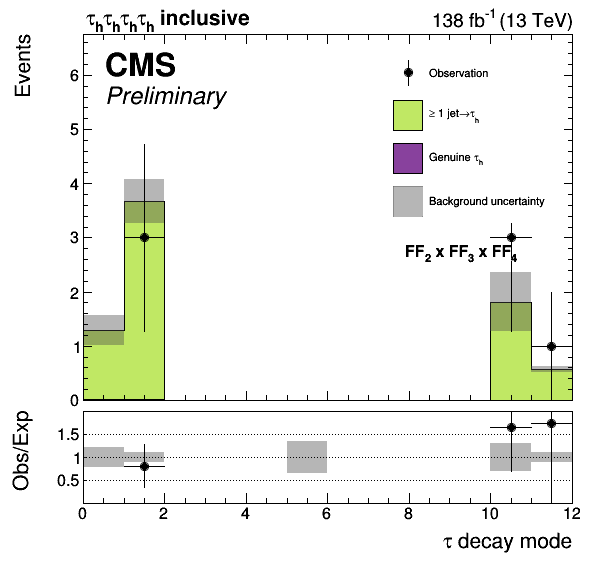 τhτhτhτh inclusive
138 fb⁻¹ (13 TeV)
Events
CMS
Preliminary
Observation
≥ 1 jet→τh
Genuine τh
Background uncertainty
FF₂ x FF₃ x FF₄
6
5
4
3
2
1
0
Obs/Exp
1.5
1
0.5
0 2 4 6 8 10 12
τ decay mode